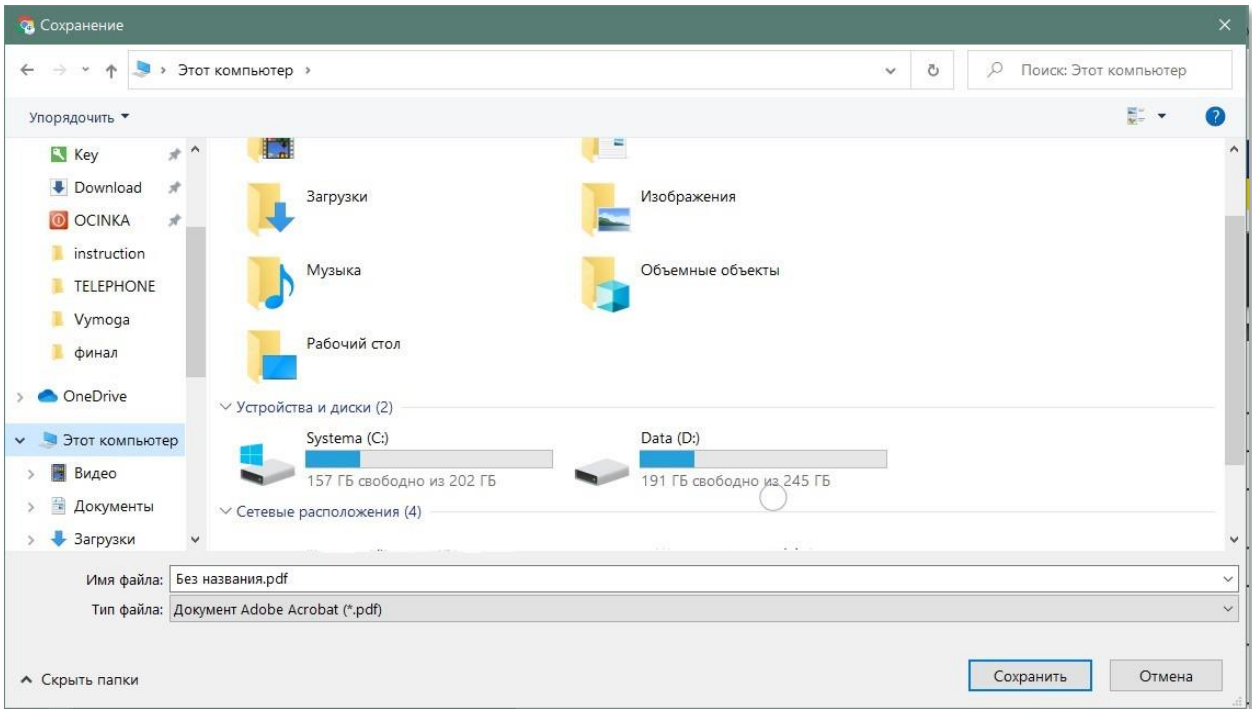 Сохранение
Этот компьютер
Поиск: Этот компьютер
Упорядочить
Key
Download
OCINKA
instruction
TELEPHONE
Vymoga
финал
OneDrive
Этот компьютер
Видео
Документы
Загрузки
Загрузки
Изображения
Музыка
Объемные объекты
Рабочий стол
Устройства и диски (2)
Systema (C:)
157 ГБ свободно из 202 ГБ
Data (D:)
191 ГБ свободно из 245 ГБ
Сетевые расположения (4)
Имя файла: Без названия.pdf
Тип файла: Документ Adobe Acrobat (*.pdf)
Скрыть папки
Сохранить
Отмена